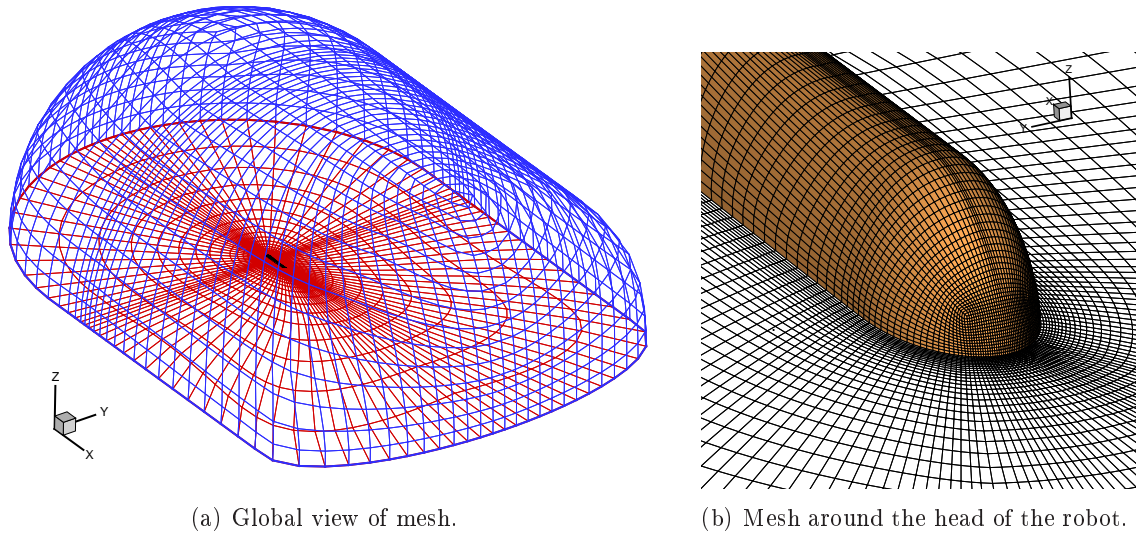 Z
Y
X
(a) Global view of mesh.
Z
(b) Mesh around the head of the robot.